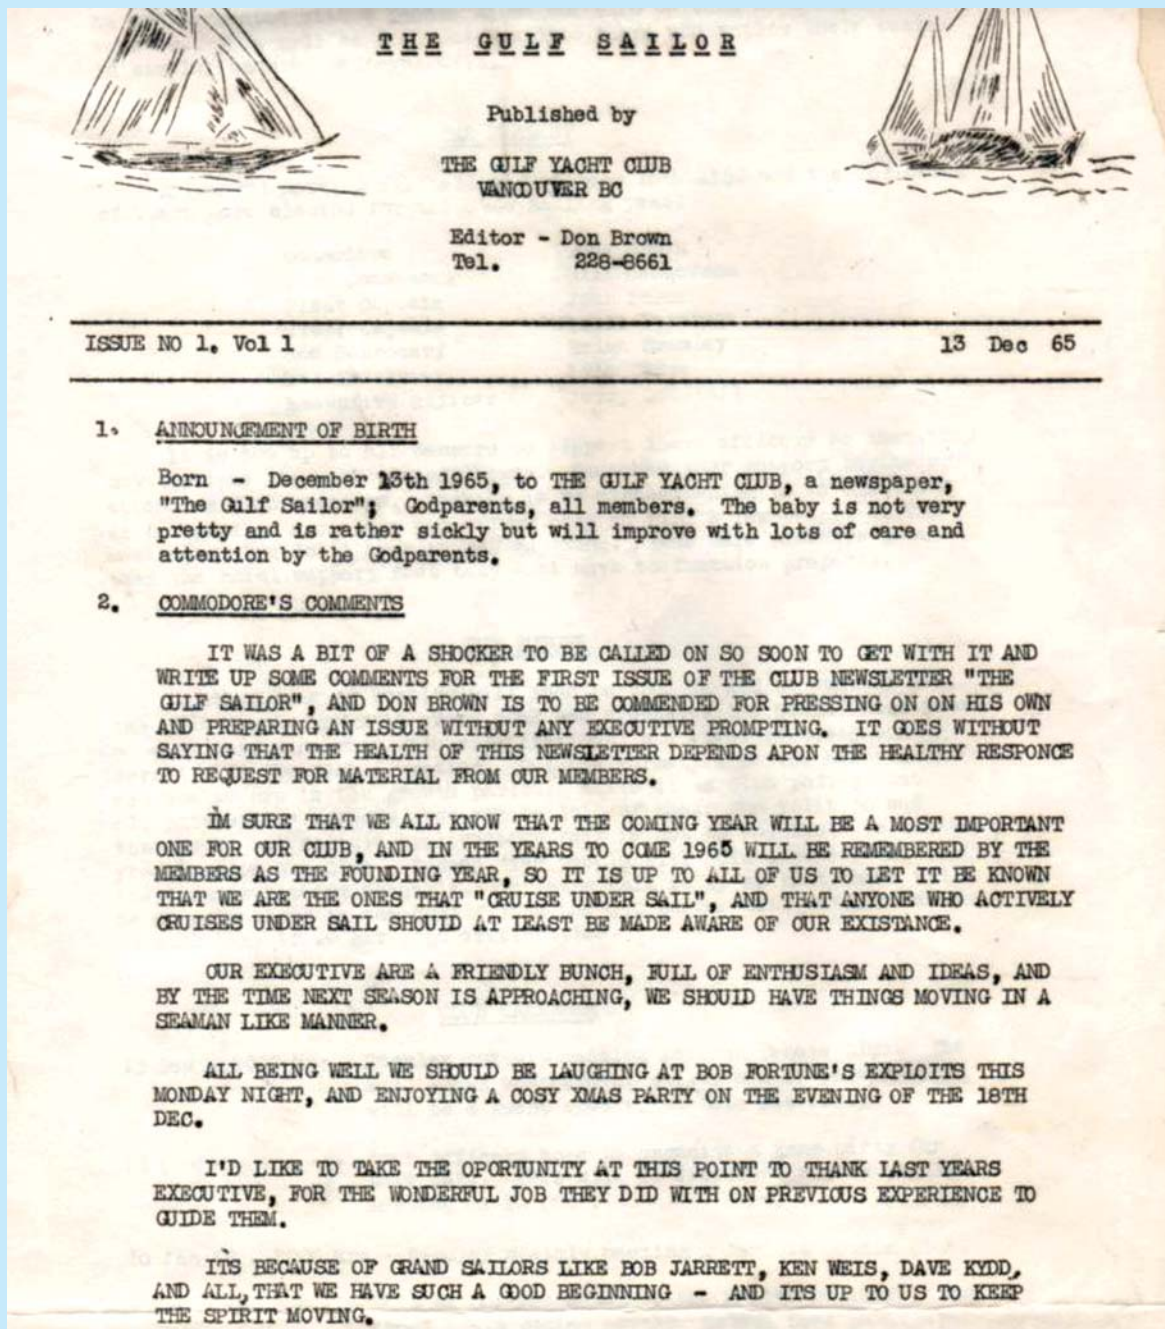 THE GULF SAILOR
Published by
THE GULF YACHT CLUB
VANCOUVER BC
Editor - Don Brown
Tel. 228-8661
ISSUE NO 1. Vol 1 13 Dec 65
1. ANNOUNCEMENT OF BIRTH
Born - December 13th 1965, to THE GULF YACHT CLUB, a newspaper,
"The Gulf Sailor"; Godparents, all members. The baby is not very
pretty and is rather sickly but will improve with lots of care and
attention by the Godparents.
2. COMMODORE'S COMMENTS
IT WAS A BIT OF A SHOCKER TO BE CALLED ON SO SOON TO GET WITH IT AND
WRITE UP SOME COMMENTS FOR THE FIRST ISSUE OF THE CLUB NEWSLETTER "THE
GULF SAILOR", AND DON BROWN IS TO BE COMMENDED FOR PRESSING ON ON HIS OWN
AND PREPARING AN ISSUE WITHOUT ANY EXECUTIVE PROMPTING. IT GOES WITHOUT
SAYING THAT THE HEALTH OF THIS NEWSLETTER DEPENDS APON THE HEALTHY RESPONCE
TO REQUEST FOR MATERIAL FROM OUR MEMBERS.
I'M SURE THAT WE ALL KNOW THAT THE COMING YEAR WILL BE A MOST IMPORTANT
ONE FOR OUR CLUB, AND IN THE YEARS TO COME 1965 WILL BE REMEMBERED BY THE
MEMBERS AS THE FOUNDING YEAR, SO IT IS UP TO ALL OF US TO LET IT BE KNOWN
THAT WE ARE THE ONES THAT "CRUISE UNDER SAIL", AND THAT ANYONE WHO ACTIVELY
CRUISES UNDER SAIL SHOULD AT LEAST BE MADE AWARE OF OUR EXISTANCE.
OUR EXECUTIVE ARE A FRIENDLY BUNCH, FULL OF ENTHUSIASM AND IDEAS, AND
BY THE TIME NEXT SEASON IS APPROACHING, WE SHOULD HAVE THINGS MOVING IN A
SEAMAN LIKE MANNER.
ALL BEING WELL WE SHOULD BE LAUGHING AT BOB FORTUNE'S EXPLOITS THIS
MONDAY NIGHT, AND ENJOYING A COSY XMAS PARTY ON THE EVENING OF THE 18TH
DEC.
I'D LIKE TO TAKE THE OPORTUNITY AT THIS POINT TO THANK LAST YEARS
EXECUTIVE, FOR THE WONDERFUL JOB THEY DID WITH ON PREVIOUS EXPERIENCE TO
GUIDE THEM.
IT'S BECAUSE OF GRAND SAILORS LIKE BOB JARRETT, KEN WEIS, DAVE KYDD,
AND ALL, THAT WE HAVE SUCH A GOOD BEGINNING - AND ITS UP TO US TO KEEP
THE SPIRIT MOVING.